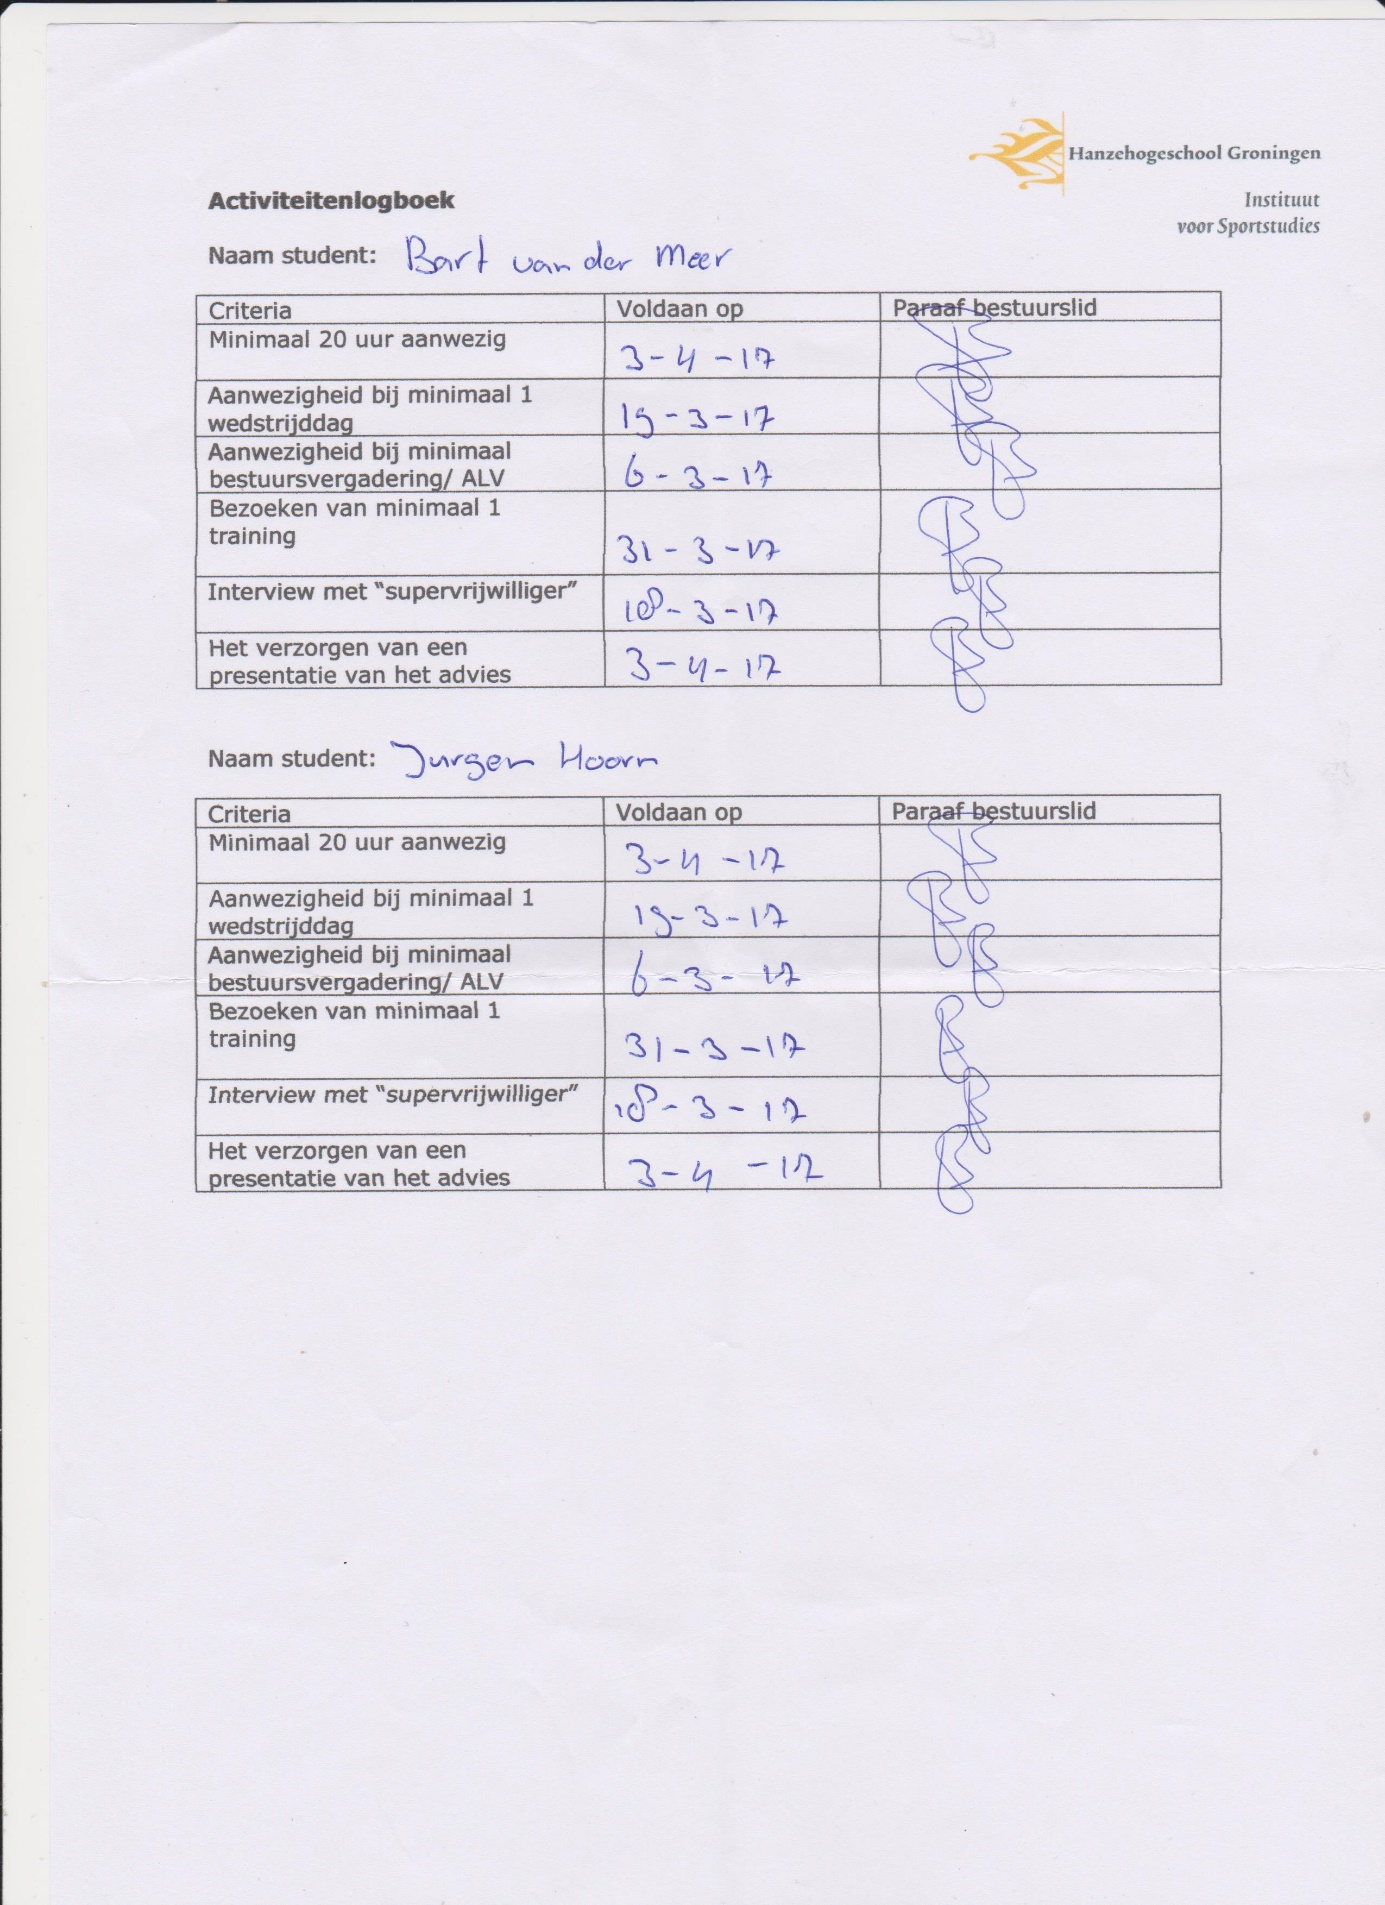 Hanzehogeschool Groningen
Instituut
voor Sportstudies
Activiteitenlogboek
Naam student: Bart van der Meer
Criteria Voldaan op Paraaf bestuurslid
Minimaal 20 uur aanwezig 3-4-17
Aanwezigheid bij minimaal 1
wedstrijddag 19-3-17
Aanwezigheid bij minimaal
bestuursvergadering/ ALV 6-3-17
Bezoeken van minimaal 1
training 31-3-17
Interview met “supervrijwilliger” 18-3-17
Het verzorgen van een
presentatie van het advies 3-4-17
Naam student: Jurgen Hoorn
Criteria Voldaan op Paraaf bestuurslid
Minimaal 20 uur aanwezig 3-4-17
Aanwezigheid bij minimaal 1
wedstrijddag 19-3-17
Aanwezigheid bij minimaal
bestuursvergadering/ ALV 6-3-17
Bezoeken van minimaal 1
training 31-3-17
Interview met “supervrijwilliger” 18-3-17
Het verzorgen van een
presentatie van het advies 3-4-17